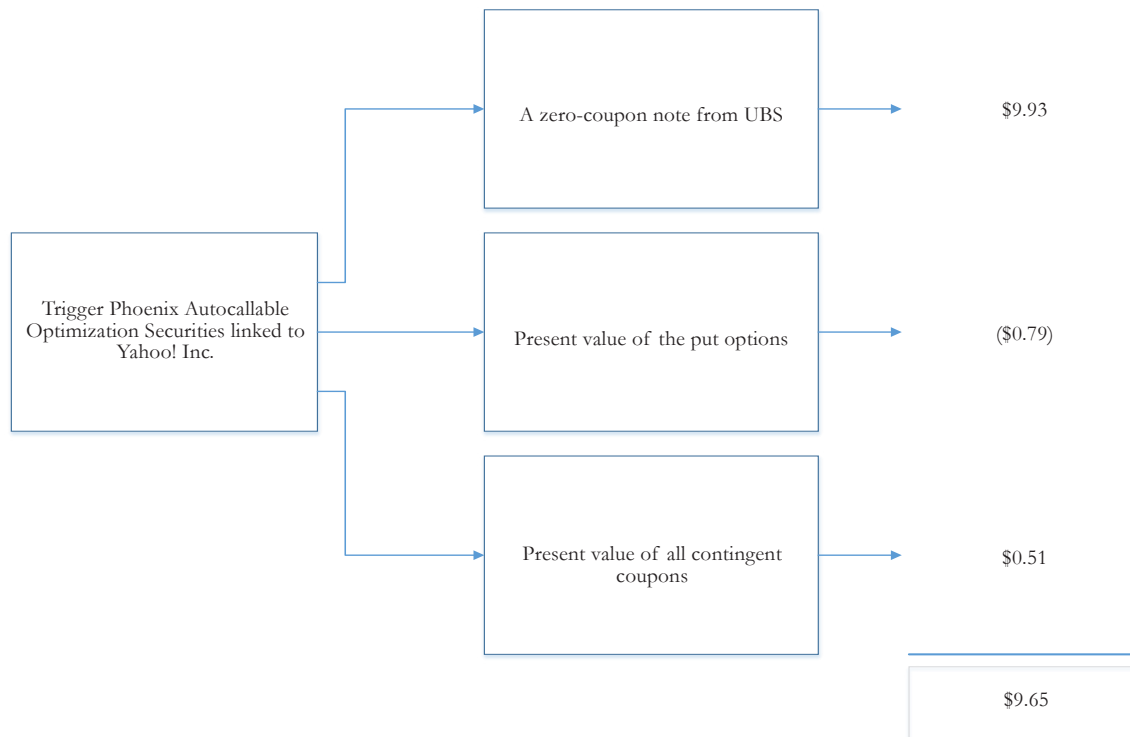 A zero-coupon note from UBS
$9.93
Trigger Phoenix Autocallable
Optimization Securities linked to
Yahoo! Inc.
Present value of the put options
($0.79)
Present value of all contingent
coupons
$0.51
$9.65